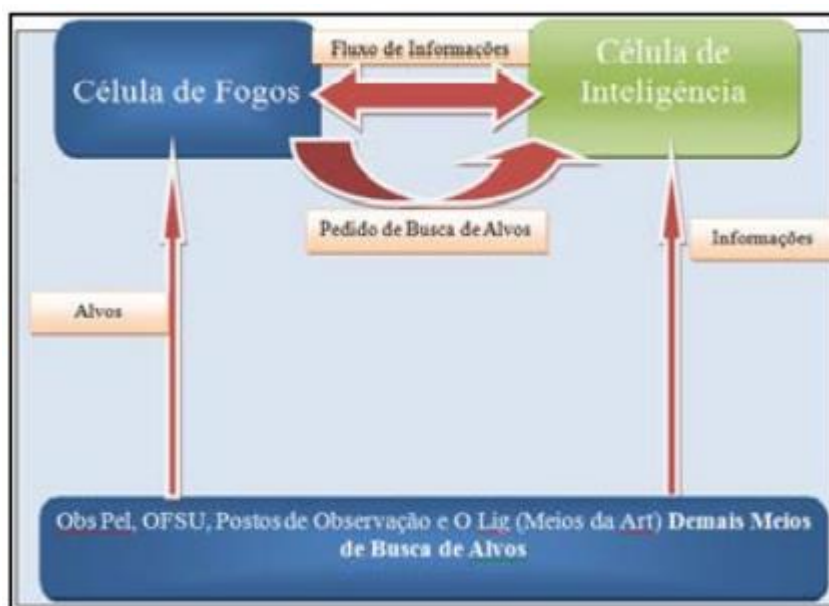 Fluxo de Informações
Célula de Fogos
Célula de
Inteligência
Pedido de Busca de Alvos
Informações
Alvos
Obs Pel, OFSU, Postos de Observação e O Lig (Meios da Art) Demais Meios
de Busca de Alvos